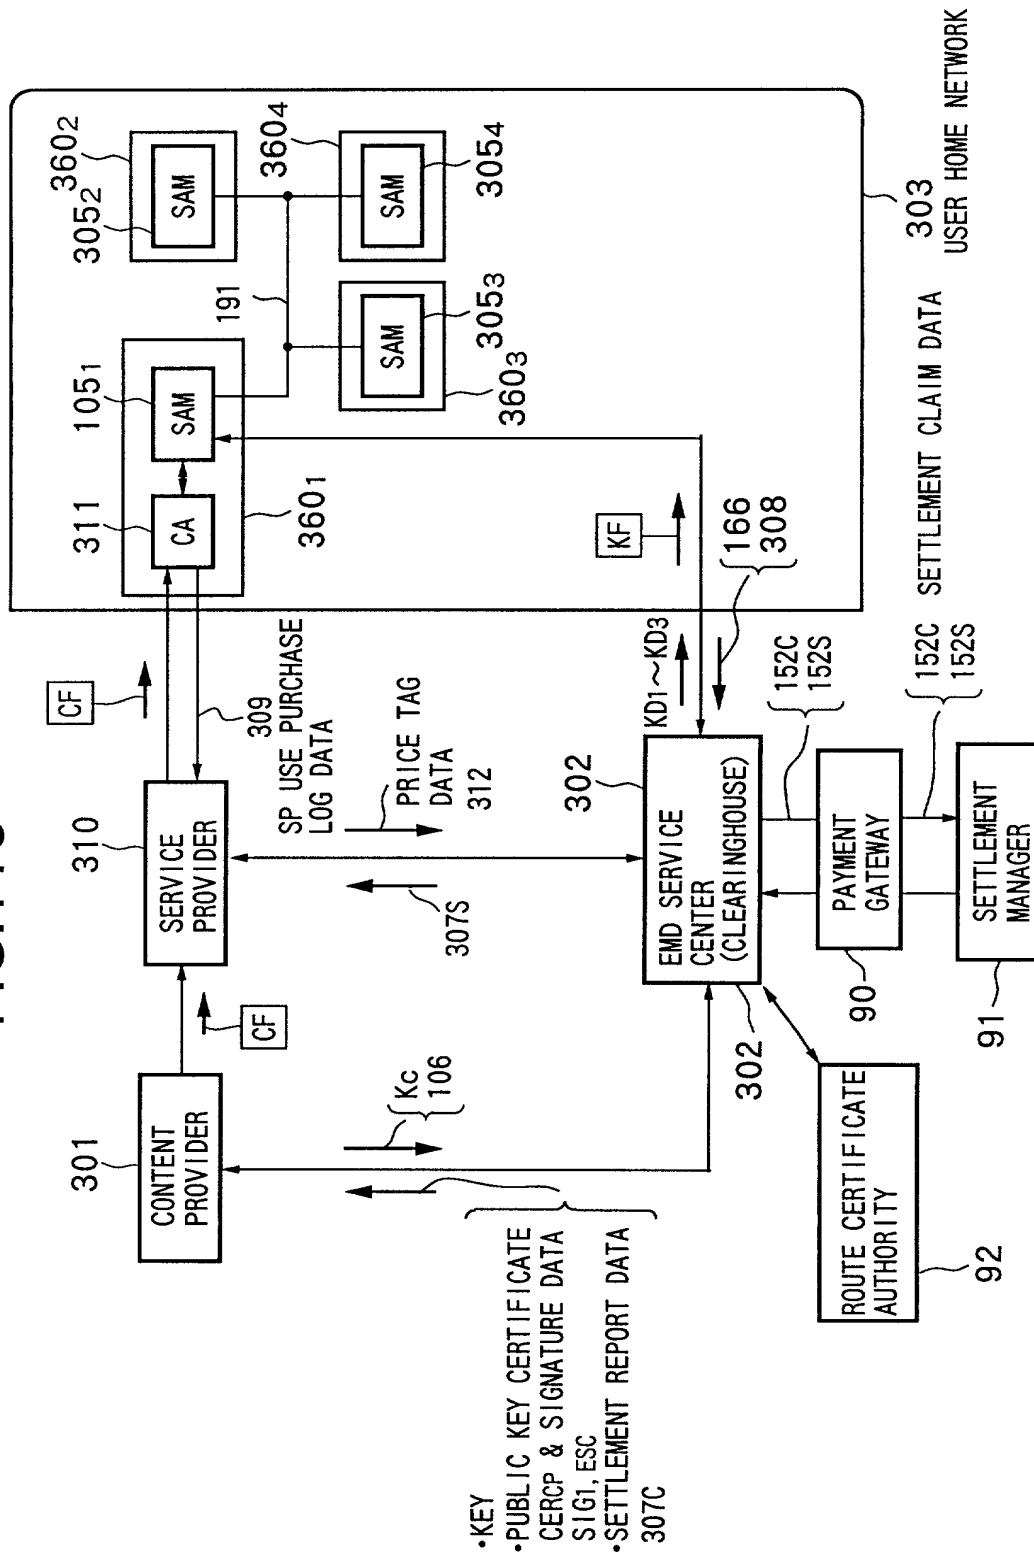 301
CONTENT
PROVIDER
CF
310
SERVICE
PROVIDER
CF
309
SP USE PURCHASE
LOG DATA
PRICE TAG
DATA
312
307S
Kc
106
•KEY
•PUBLIC KEY CERTIFICATE
CERCP & SIGNATURE DATA
SIG1,ESC
•SETTLEMENT REPORT DATA
307C
311
CA
1051
SAM
3601
191
3052
3602
SAM
SAM
3053
3603
3604
SAM
3054
KF
KD1~KD3
166
308
303
USER HOME NETWORK
302
EMD SERVICE
CENTER
(CLEARINGHOUSE)
302
152C
152S
90
PAYMENT
GATEWAY
152C SETTLEMENT CLAIM DATA
152S
91
SETTLEMENT
MANAGER
ROUTE CERTIFICATE
AUTHORITY
92